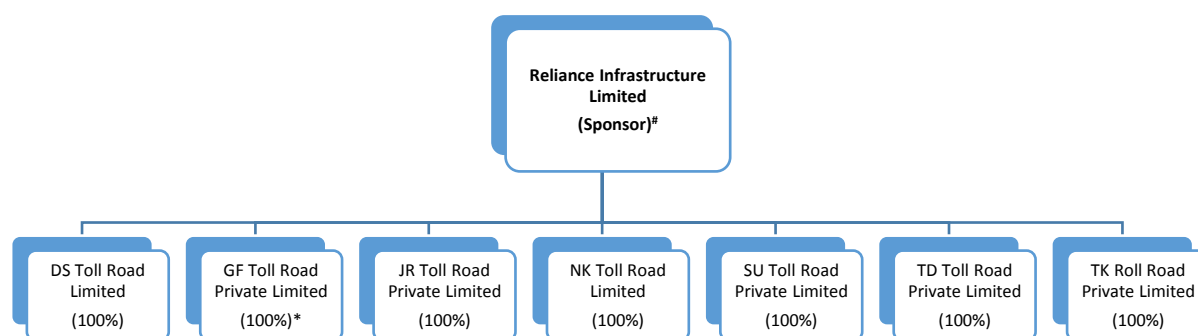 Reliance Infrastructure
Limited
(Sponsor)#
DS Toll Road
Limited
(100%)
GF Toll Road
Private Limited
(100%)*
JR Toll Road
Private Limited
(100%)
NK Toll Road
Limited
(100%)
SU Toll Road
Private Limited
(100%)
TD Toll Road
Private Limited
(100%)
TK Roll Road
Private Limited
(100%)